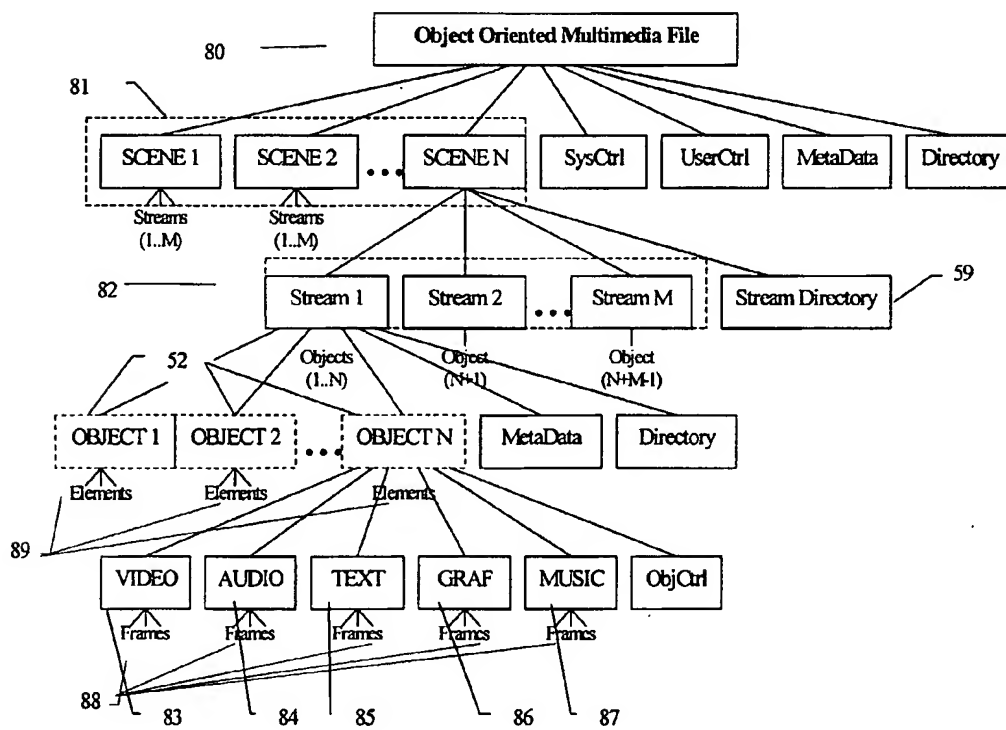 Object Oriented Multimedia File
80
81
SCENE 1
SCENE 2
SCENE N
SysCtrl
UserCtrl
MetaData
Directory
Streams
(1..M)
Streams
(1..M)
82
Stream 1
Stream 2
Stream M
Stream Directory
59
52
Objects
(1..N)
Object
(N+1)
Object
(N+M-1)
OBJECT 1
OBJECT 2
OBJECT N
MetaData
Directory
Elements
Elements
Elements
89
VIDEO
AUDIO
TEXT
GRAF
MUSIC
ObjCtrl
Frames
Frames
Frames
Frames
Frames
88
83
84
85
86
87